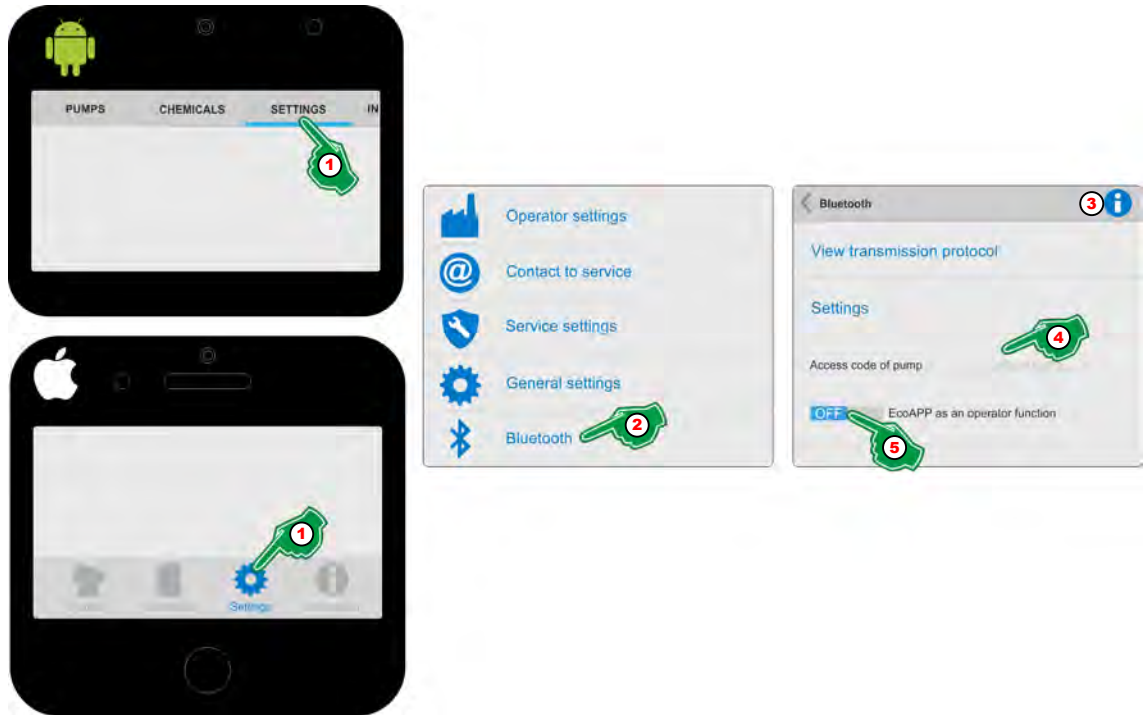 PUMPS CHEMICALS SETTINGS IN
1
Settings
1
Operator settings
Contact to service
Service settings
General settings
Bluetooth
2
Bluetooth
3
View transmission protocol
Settings
4
Access code of pump
OFF EcoAPP as an operator function
5